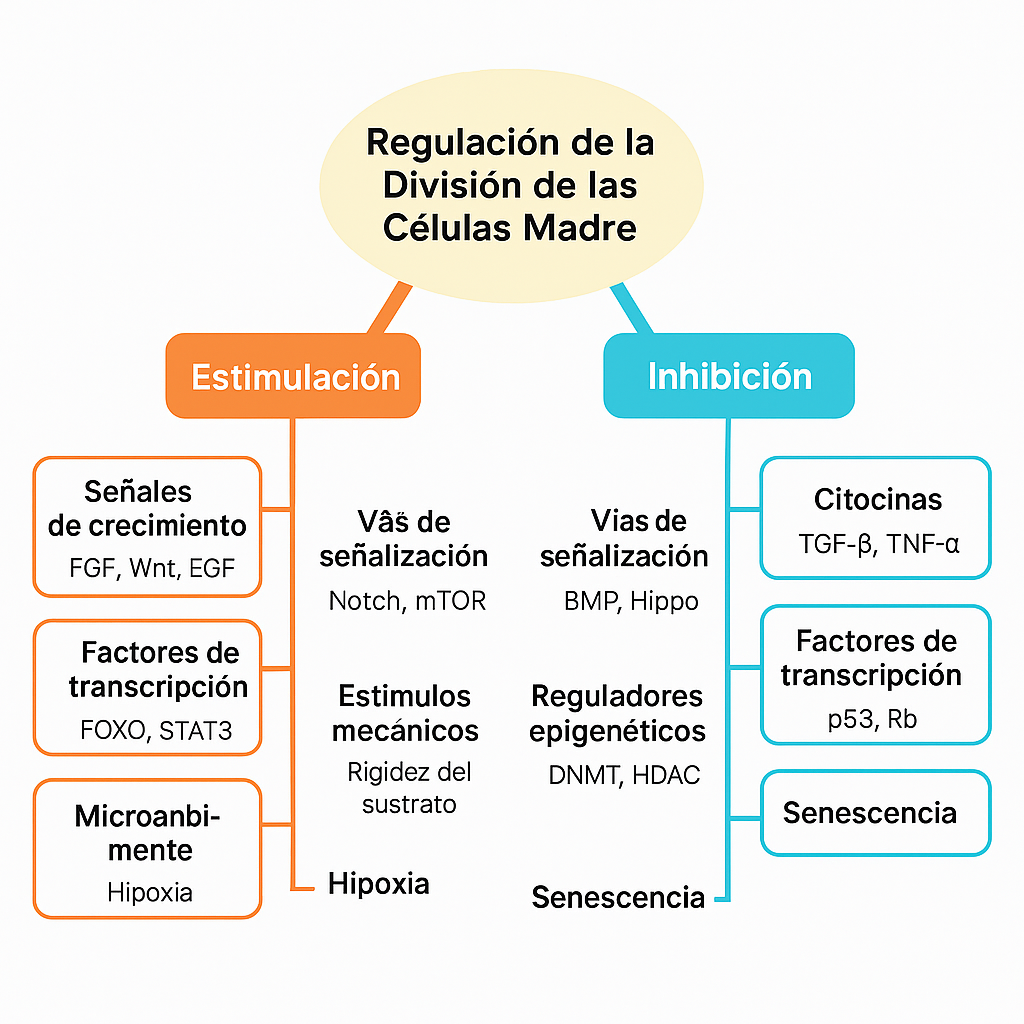 Regulación de la
División de las
Células Madre
Estimulación
Señales
de crecimiento
FGF, Wnt, EGF
Factores de
transcripción
FOXO, STAT3
Microanbi-
mente
Hipoxia
señalización
Notch, mTOR
Estimulos
mecánicos
Rigidez del
sustrato
Hipoxia
Inhibición
Vias de
señalización
BMP, Hippo
Reguladores
epigenéticos
DNMT, HDAC
Senescencia
Citocinas
TGF-β, TNF-α
Factores de
transcripción
p53, Rb
Senescencia